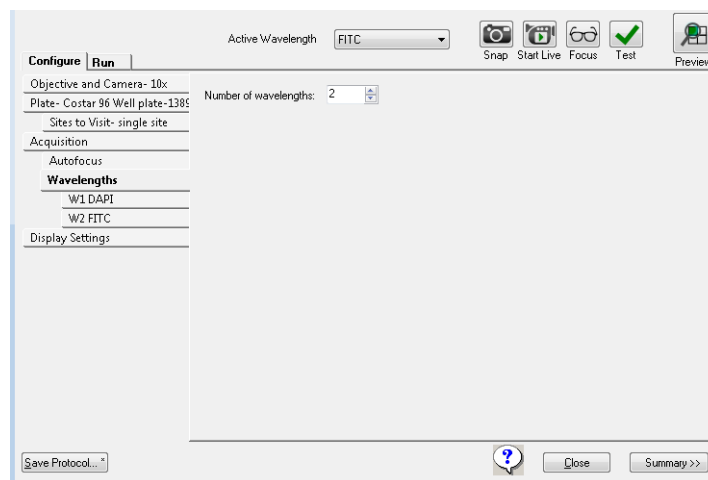 Active Wavelength FITC
Snap Start Live Focus Test Preview
Configure Run
Objective and Camera- 10x
Plate- Costar 96 Well plate-1389
Number of wavelengths: 2
Sites to Visit- single site
Acquisition
Autofocus
Wavelengths
W1 DAPI
W2 FITC
Display Settings
Save Protocol... *
?
Close
Summary >>